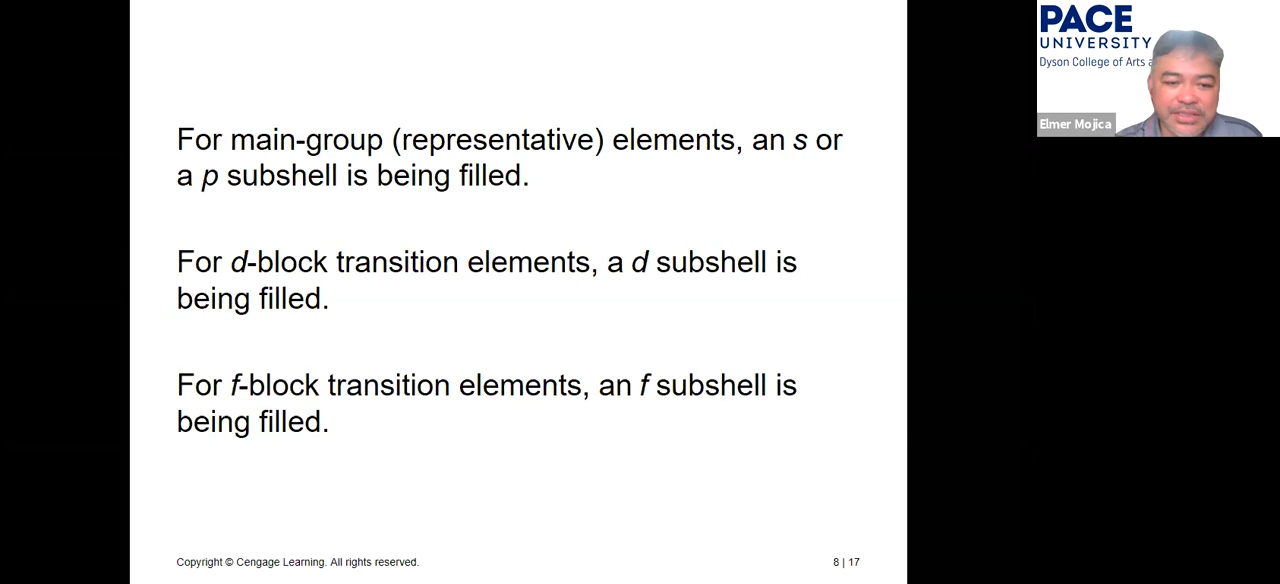 For main-group (representative) elements, an s or
a p subshell is being filled.
For d-block transition elements, a d subshell is
being filled.
For f-block transition elements, an f subshell is
being filled.
Copyright © Cengage Learning. All rights reserved.
8 | 17
PACE
UNIVERSITY
Dyson College of Arts
Elmer Mojica